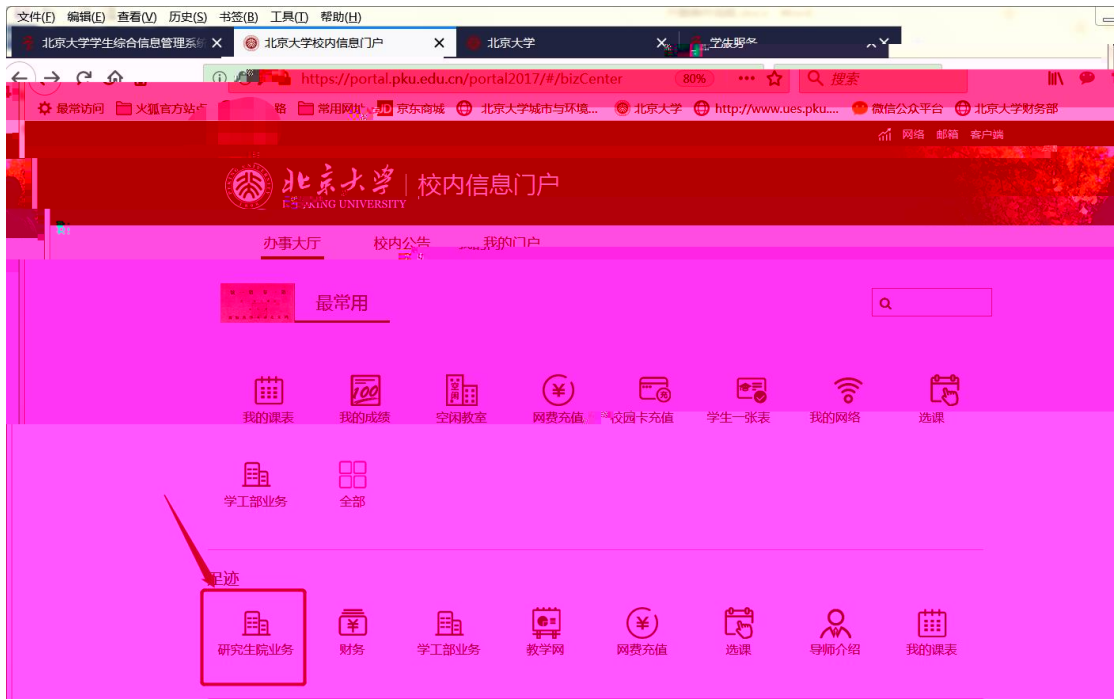 文件(F) 编辑(E) 查看(V) 历史(S) 书签(B) 工具(T) 帮助(H)
北京大学学生综合信息管理系统 北京大学校内信息门户 北京大学
https://portal.pku.edu.cn/portal2017/#/bizCenter 80% 搜索
最常访问 火狐官方站点 常用网址 京东商城 北京大学城市与环境... 北京大学 http://www.ues.pku.... 微信公众平台 北京大学财务部
网络 邮箱 客户端
北京大学 校内信息门户
PEKING UNIVERSITY
办事大厅 校内公告 我的门户
最常用
我的课表 我的成绩 空闲教室 网费充值 校园卡充值 学生一张表 我的网络 选课
学工部业务 全部
足迹
研究生院业务 财务 学工部业务 教学网 网费充值 选课 导师介绍 我的课表